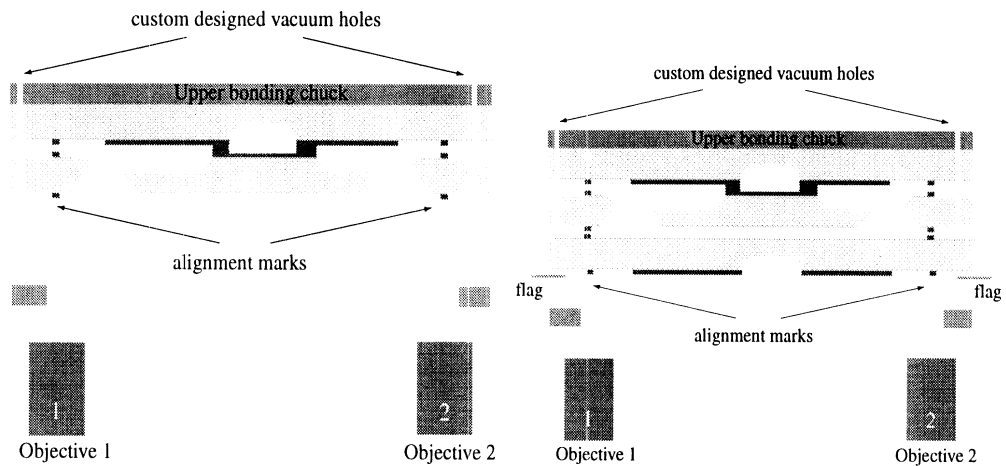 custom designed vacuum holes
Upper bonding chuck
alignment marks
1
2
Objective 1
Objective 2
custom designed vacuum holes
Upper bonding chuck
flag
flag
alignment marks
1
2
Objective 1
Objective 2